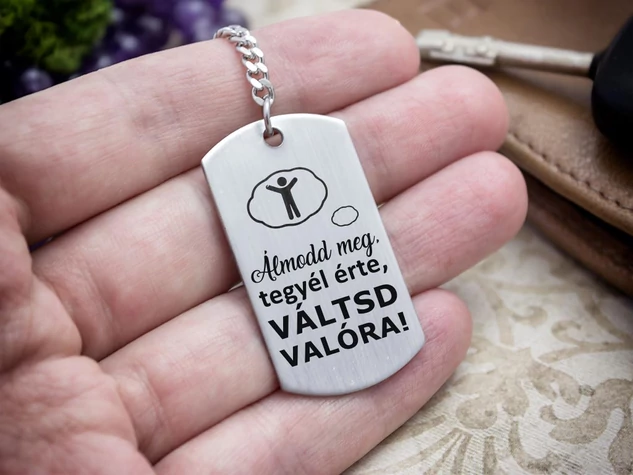 Álmodd meg,
tegyél érte,
VÁLTSD
VALÓRA!